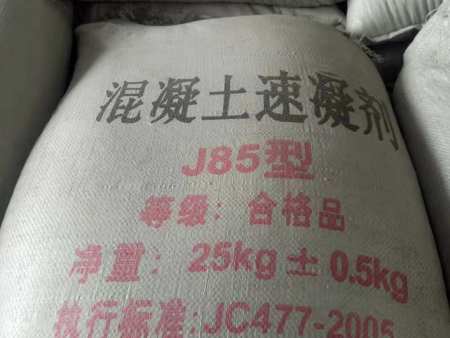 混凝土速凝剂
J85型
等级：合格品
净重：25kg ± 0.5kg
执行标准:JC477-2005